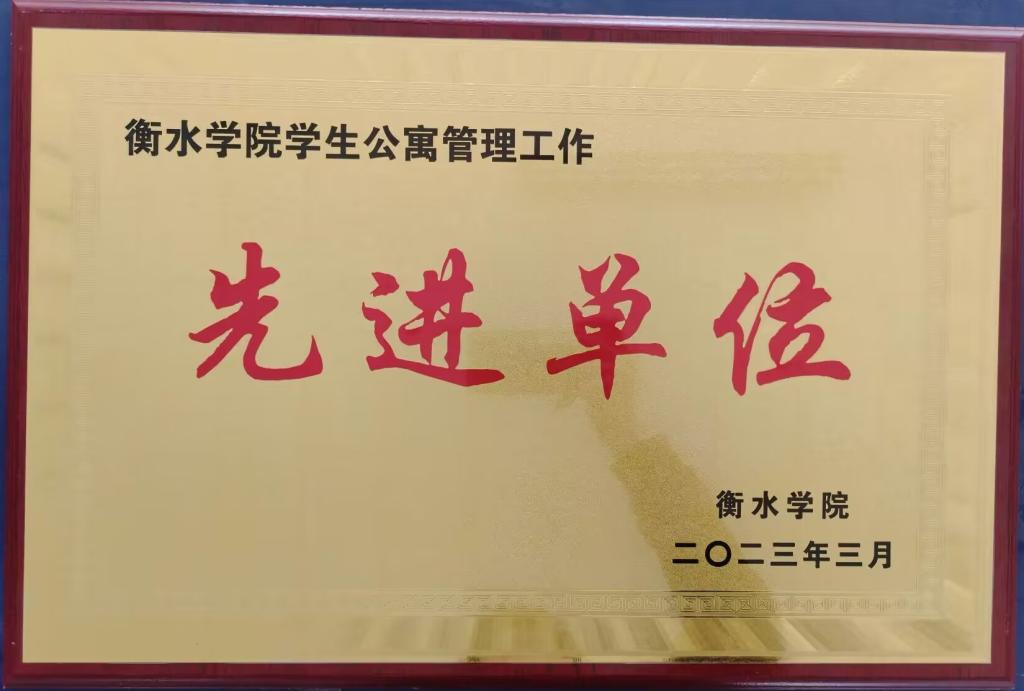 衡水学院学生公寓管理工作
先进单位
衡水学院
二〇二三年三月